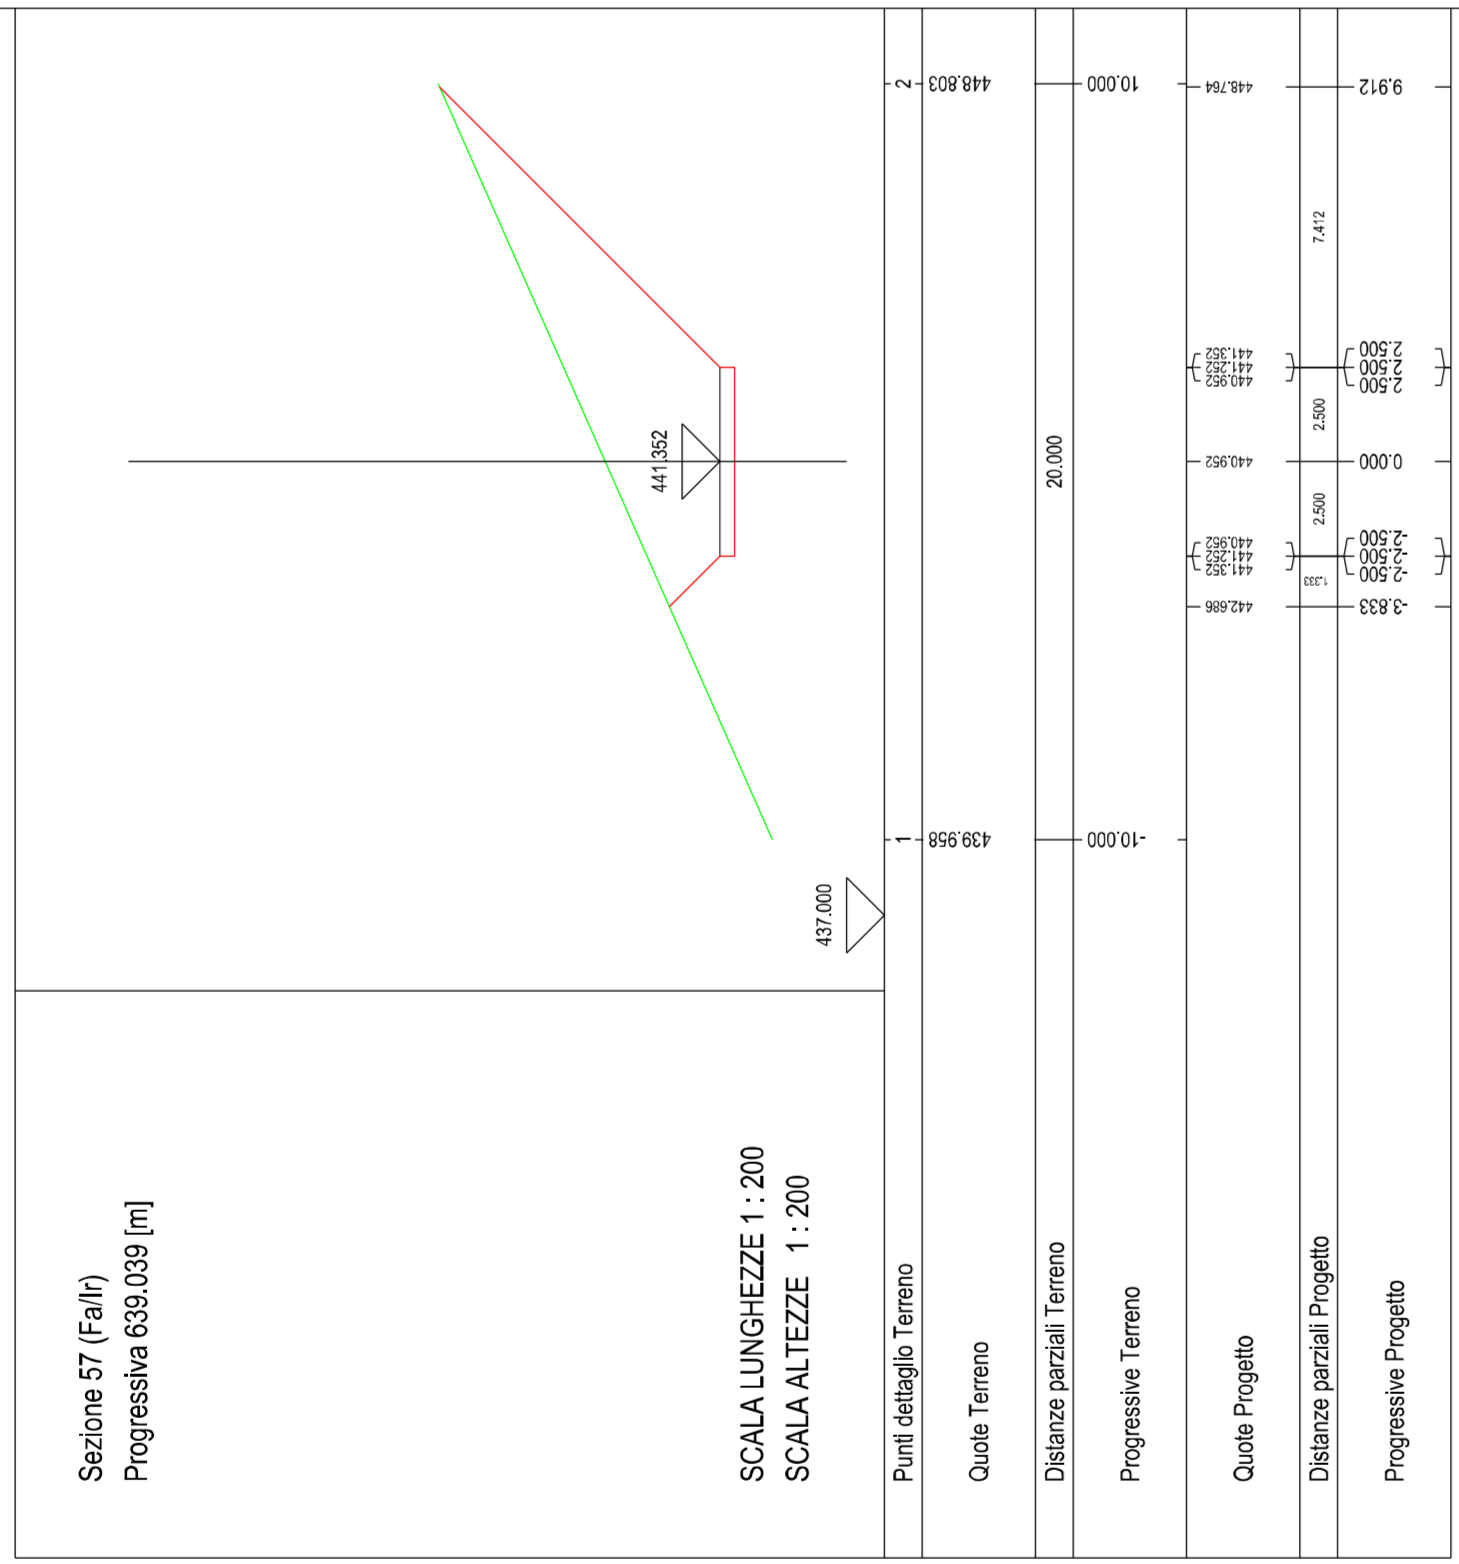 Sezione 57 (Fa/Ir)
Progressiva 639.039 [m]
441.352
437.000
SCALA LUNGHEZZE 1 : 200
SCALA ALTEZZE 1 : 200
Punti dettaglio Terreno
1
2
Quote Terreno
439.958
448.803
Distanze parziali Terreno
20.000
Progressive Terreno
-10.000
10.000
Quote Progetto
442.686
441.352
441.252
440.952
440.952
440.952
441.252
441.352
448.764
Distanze parziali Progetto
1.333
2.500
2.500
7.412
Progressive Progetto
-3.833
-2.500
-2.500
-2.500
0.000
2.500
2.500
2.500
9.912